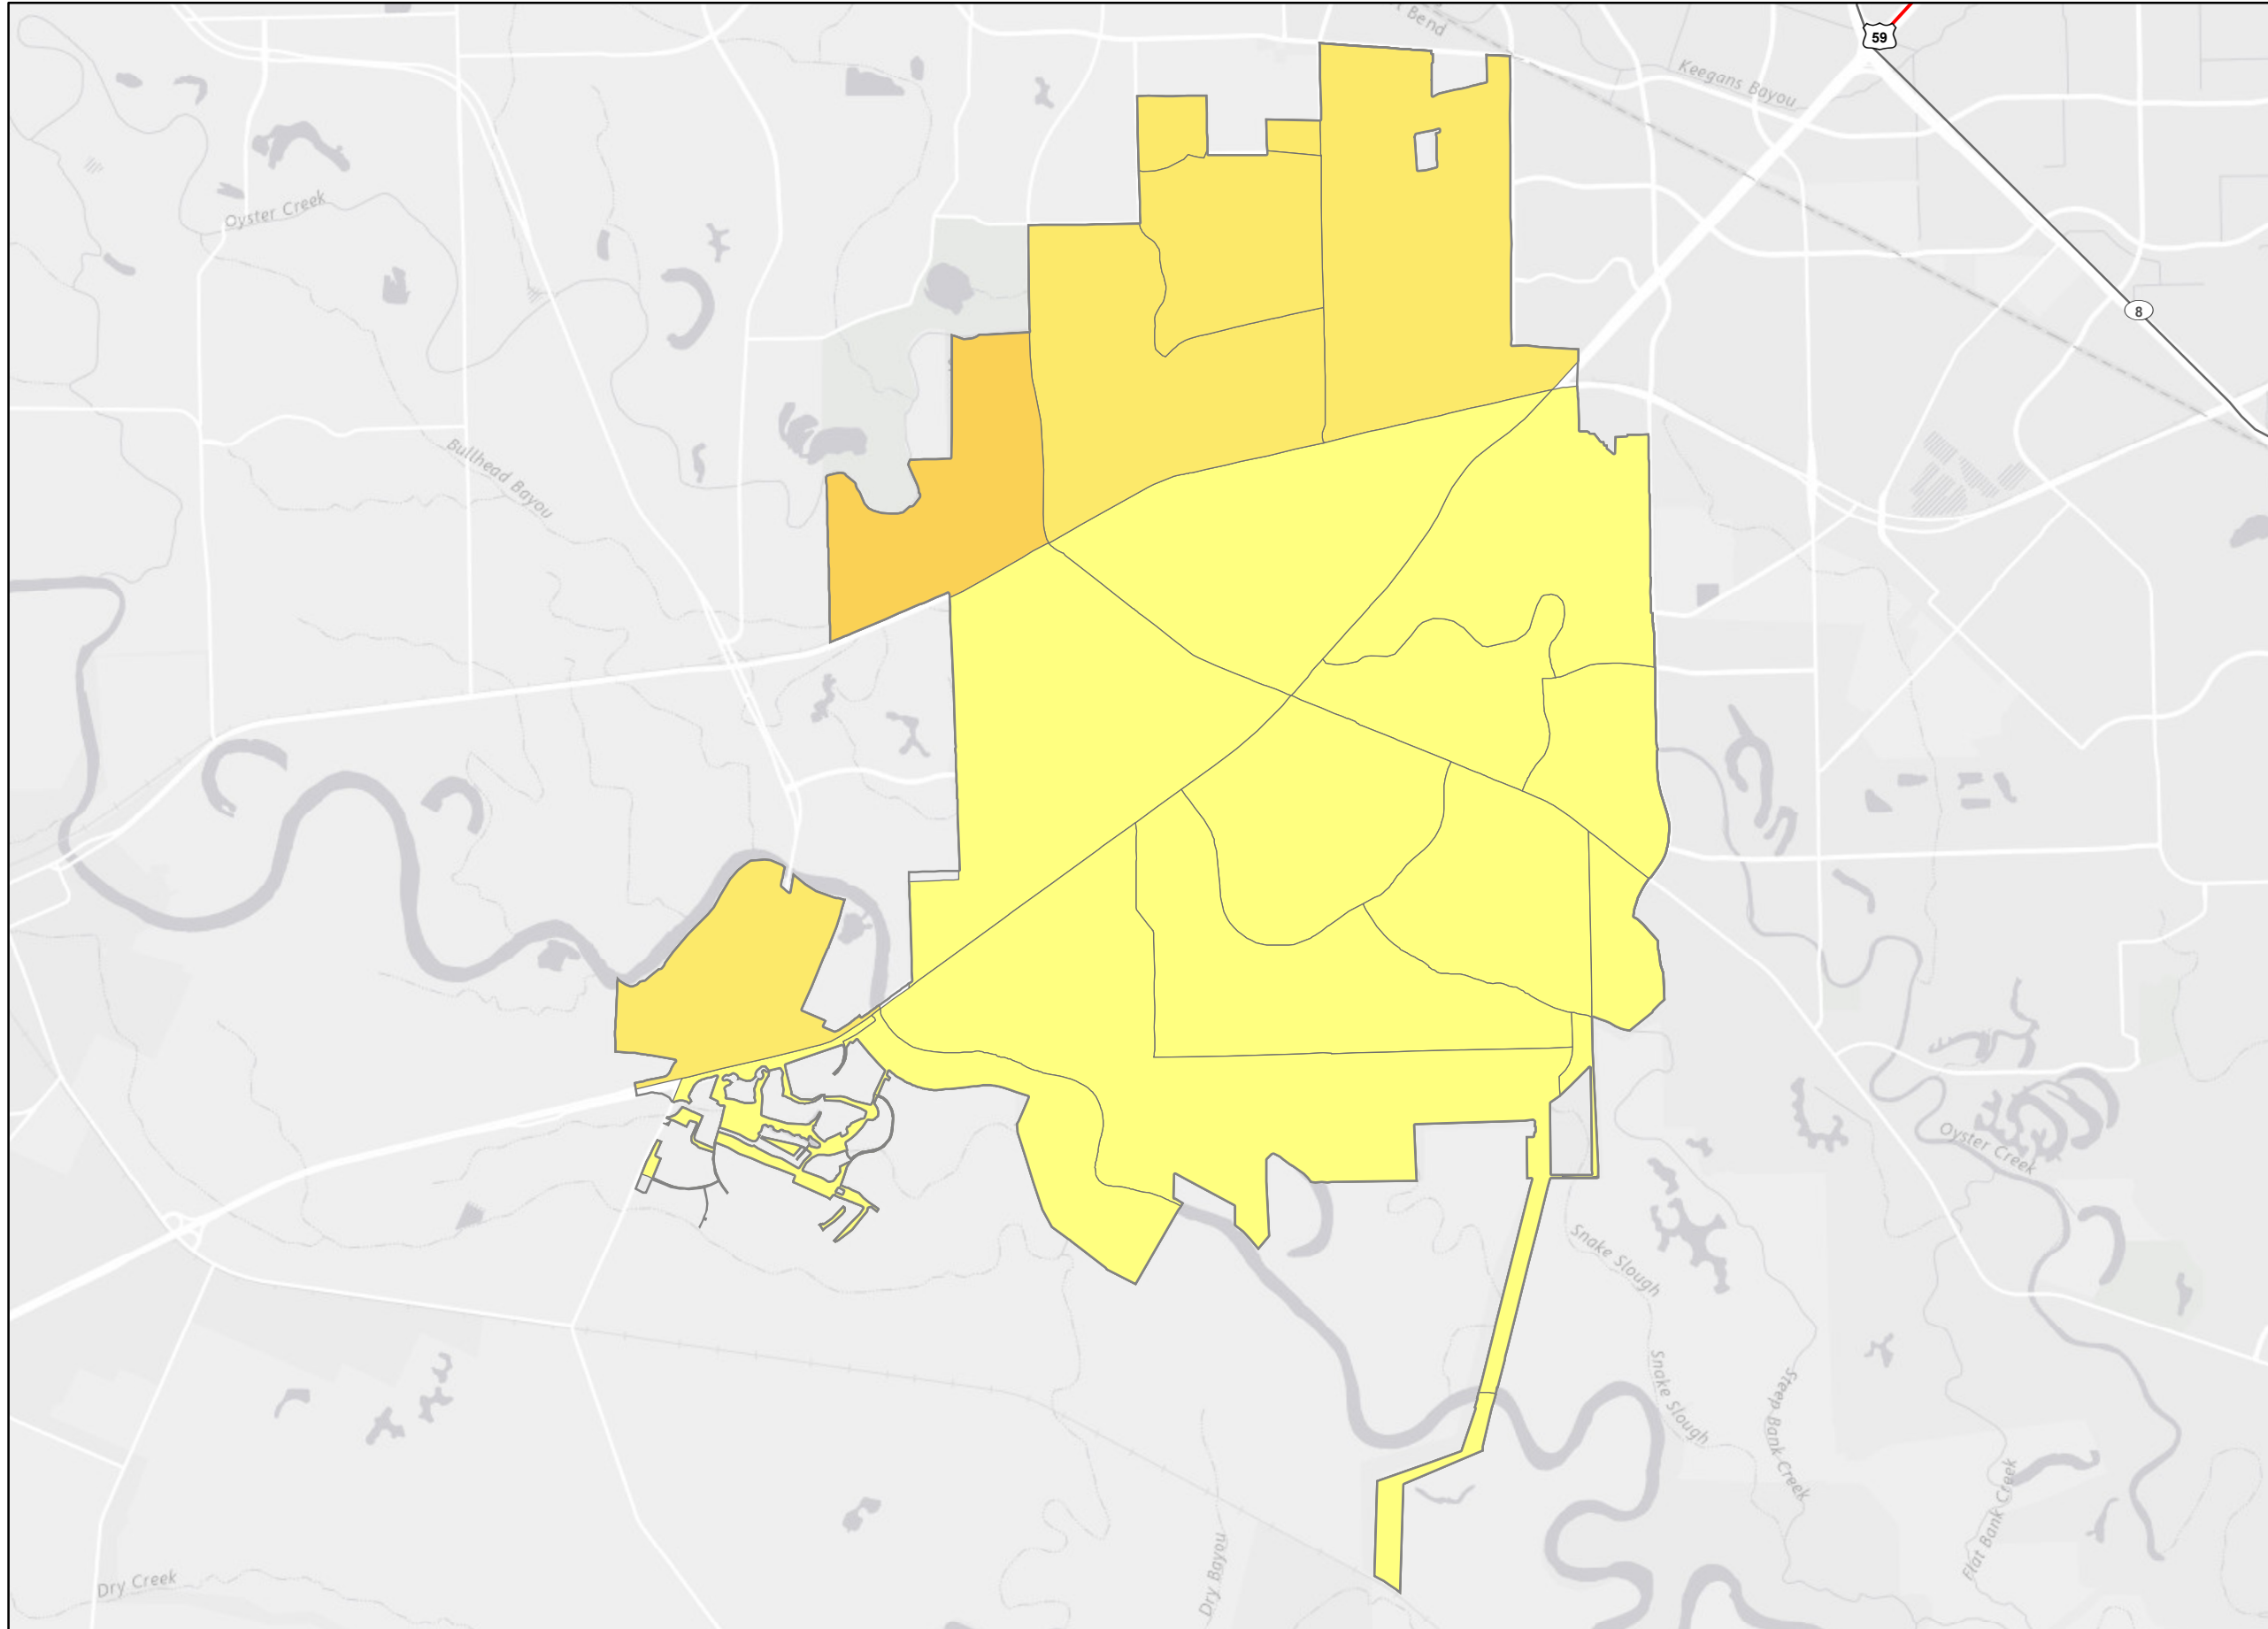 t Bend
59
Keegans Bayou
Oyster Creek
8
Bullhead Bayou
Oyster Creek
Snake Slough
Snake Slough
Steep Bank Creek
Flat Bank Creek
Dry Bayou
Dry Creek